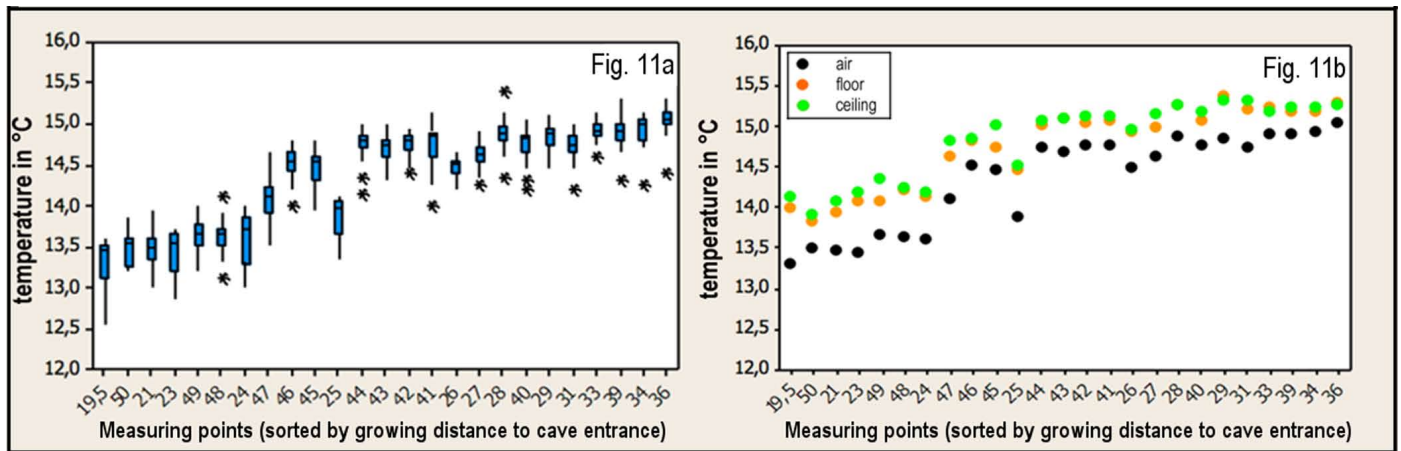 Fig. 11a
temperature in °C
16,0
15,5
15,0
14,5
14,0
13,5
13,0
12,5
12,0
19,5 50 21 23 49 48 24 47 46 45 25 44 43 42 41 26 27 28 40 29 31 33 39 34 36
Measuring points (sorted by growing distance to cave entrance)
Fig. 11b
air
floor
ceiling
temperature in °C
16,0
15,5
15,0
14,5
14,0
13,5
13,0
12,5
12,0
19,5 50 21 23 49 48 24 47 46 45 25 44 43 42 41 26 27 28 40 29 31 33 39 34 36
Measuring points (sorted by growing distance to cave entrance)